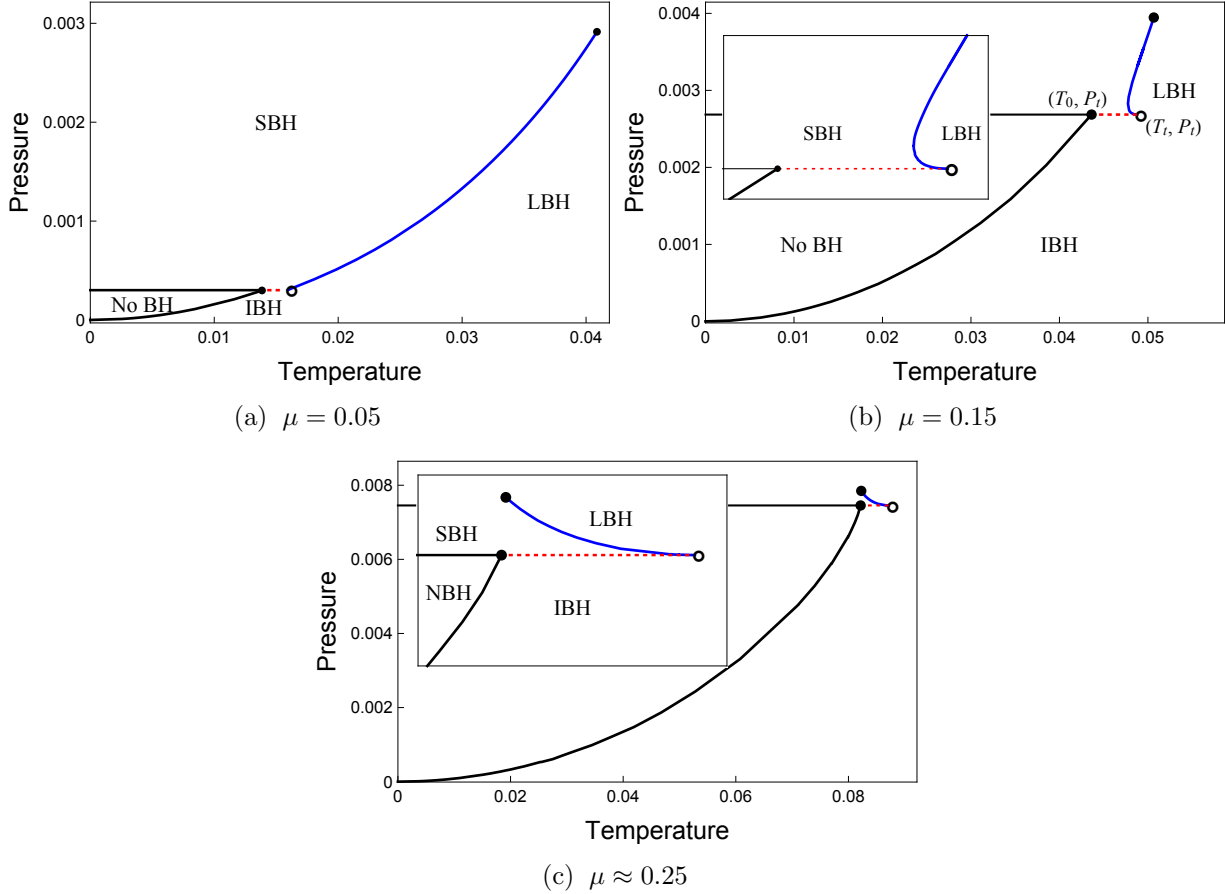 0.003
0.002
0.001
0
Pressure
SBH
LBH
No BH
IBH
0 0.01 0.02 0.03 0.04
Temperature
(a) μ = 0.05
0.004
0.003
0.002
0.001
0
Pressure
SBH
LBH
LBH
(T0, Pt)
(Tt, Pt)
No BH
IBH
0 0.01 0.02 0.03 0.04 0.05
Temperature
(b) μ = 0.15
0.008
0.006
0.004
0.002
0
Pressure
SBH
LBH
NBH
IBH
0 0.02 0.04 0.06 0.08
Temperature
(c) μ ≈ 0.25